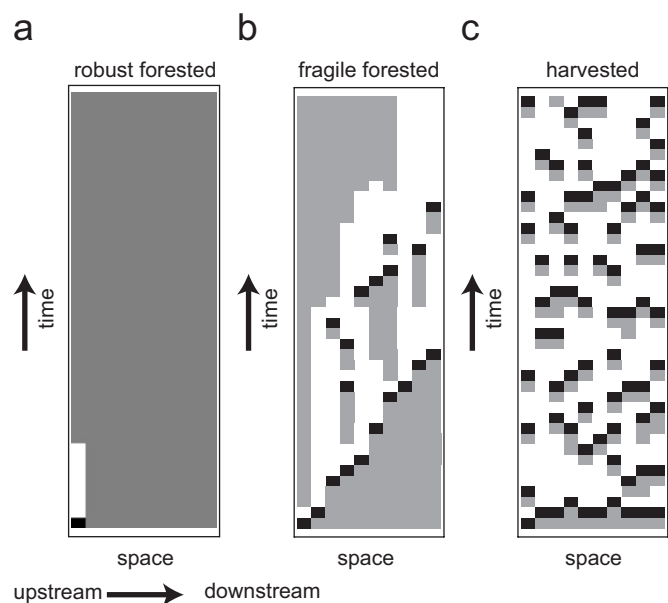 a
robust forested
time
space
b
fragile forested
time
space
c
harvested
time
space
upstream
downstream